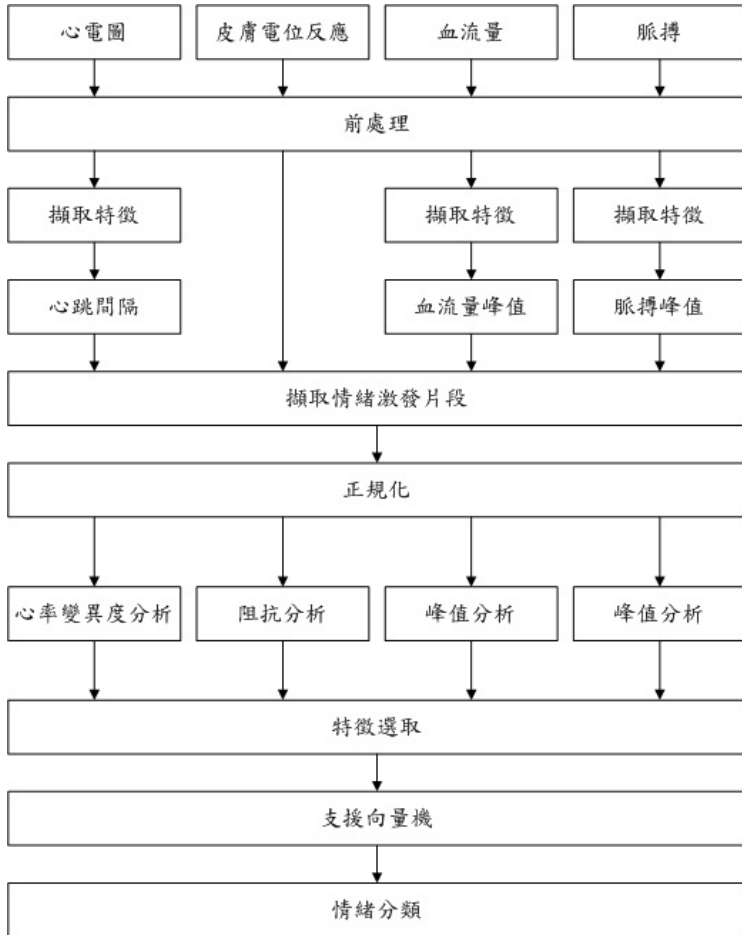 心電圖
皮膚電位反應
血流量
脈搏
前處理
擷取特徵
擷取特徵
擷取特徵
心跳間隔
血流量峰值
脈搏峰值
擷取情緒激發片段
正規化
心率變異度分析
阻抗分析
峰值分析
峰值分析
特徵選取
支援向量機
情緒分類